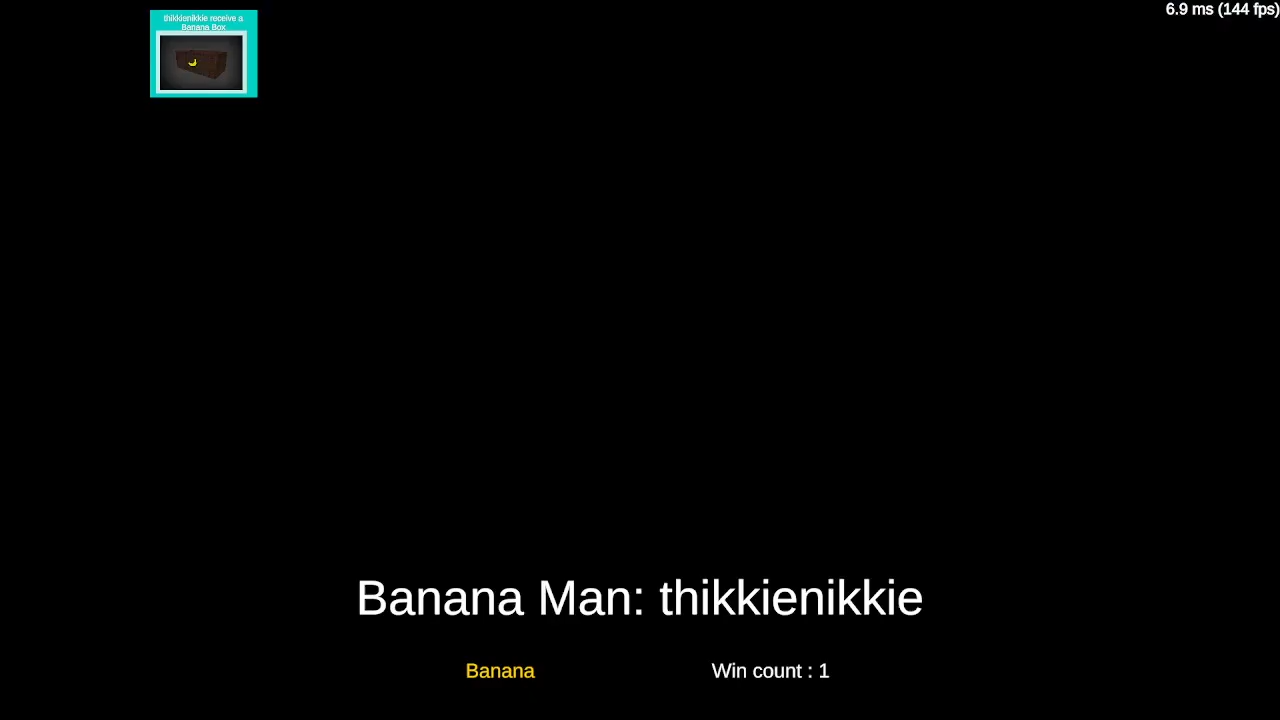 thikkienikkie receive a
Banana Box
6.9 ms (144 fps)
Banana Man: thikkienikkie
Banana
Win count : 1